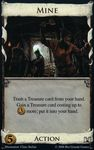 MINE
Trash a Treasure card from your hand.
Gain a Treasure card costing up to
more; put it into your hand.
5
ACTION